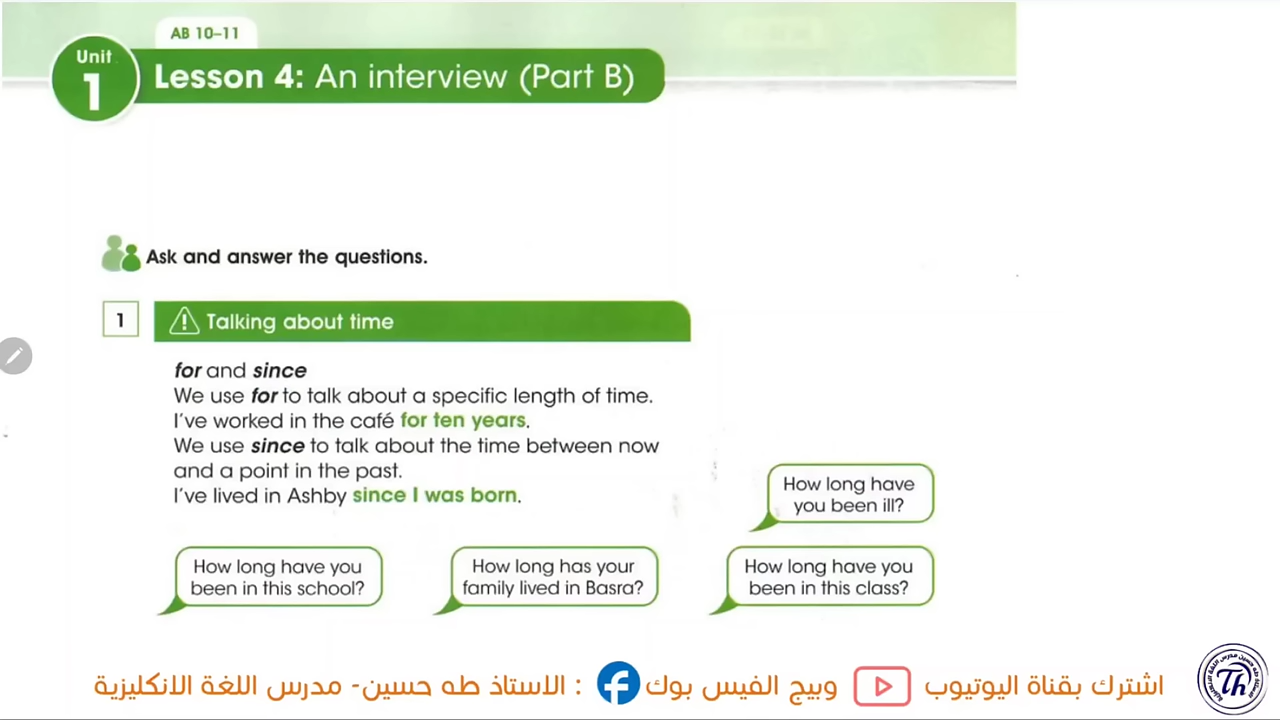 AB 10–11
Unit
1
Lesson 4: An interview (Part B)
Ask and answer the questions.
1
Talking about time
for and since
We use for to talk about a specific length of time.
I've worked in the café for ten years.
We use since to talk about the time between now
and a point in the past.
I've lived in Ashby since I was born.
How long have
you been ill?
How long have you
been in this school?
How long has your
family lived in Basra?
How long have you
been in this class?
اشترك بقناة اليوتيوب وبيج الفيس بوك : الاستاذ طه حسين- مدرس اللغة الانكليزية
Th